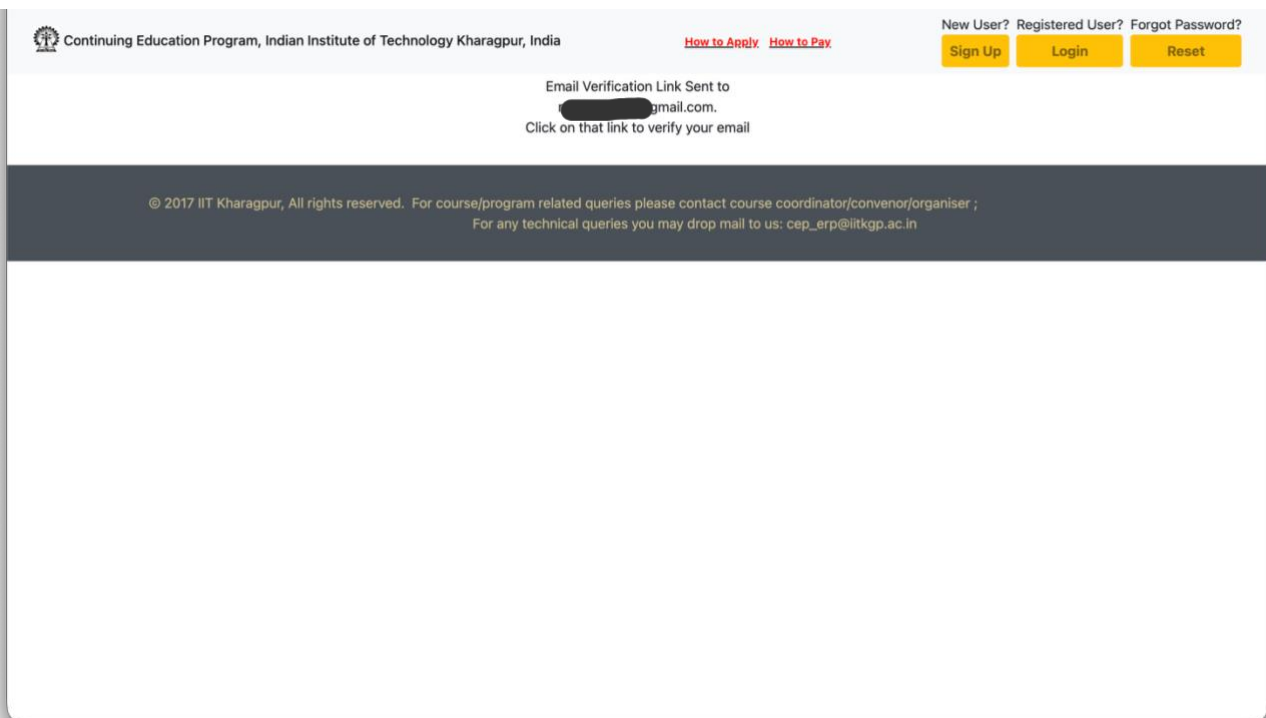 Continuing Education Program, Indian Institute of Technology Kharagpur, India
How to Apply How to Pay
New User? Registered User? Forgot Password?
Sign Up Login Reset
Email Verification Link Sent to
gmail.com.
Click on that link to verify your email
© 2017 IIT Kharagpur, All rights reserved. For course/program related queries please contact course coordinator/convenor/organiser ;
For any technical queries you may drop mail to us: cep_erp@iitkgp.ac.in